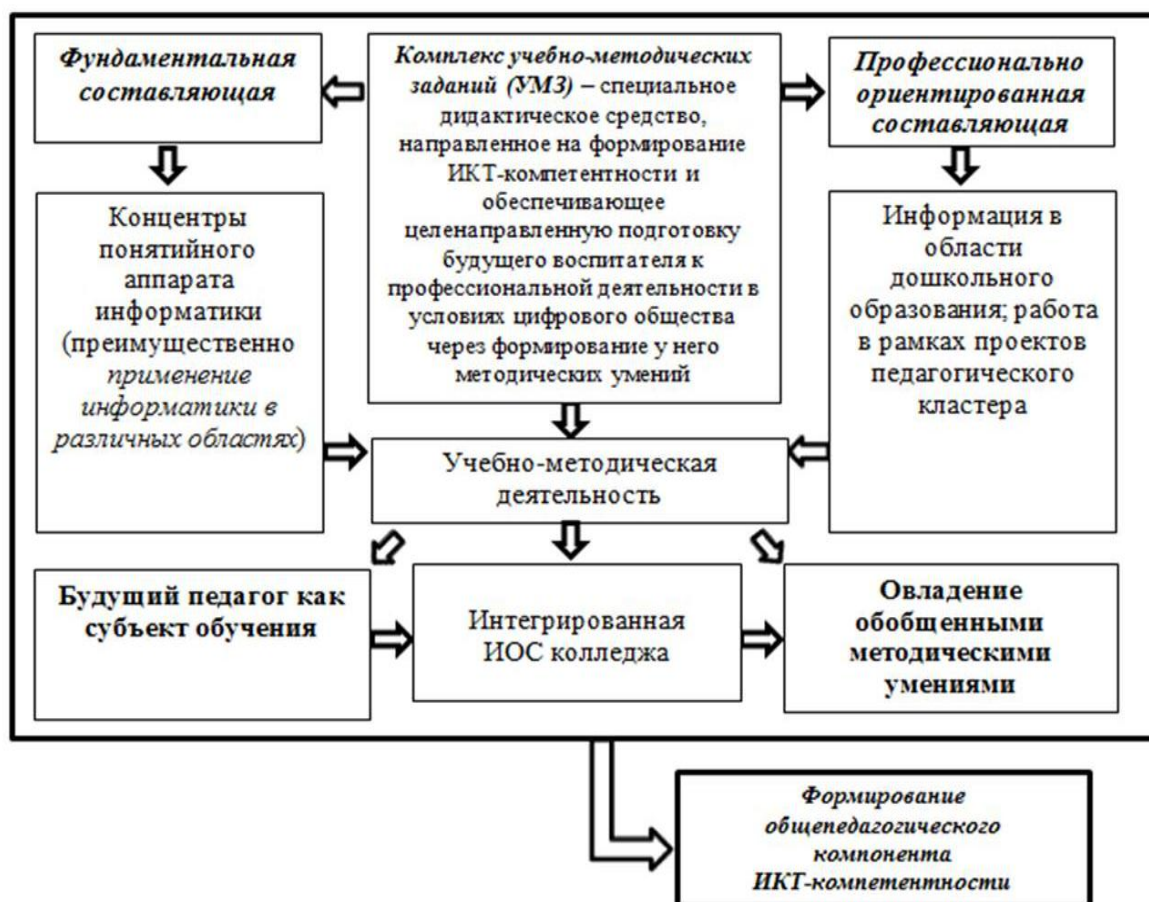 Фундаментальная
составляющая
Комплекс учебно-методических
заданий (УМЗ) – специальное
дидактическое средство,
направленное на формирование
ИКТ-компетентности и
обеспечивающее
целенаправленную подготовку
будущего воспитателя к
профессиональной деятельности в
условиях цифрового общества
через формирование у него
методических умений
Профессионально
ориентированная
составляющая
Концентры
понятийного
аппарата
информатики
(преимущественно
применение
информатики в
различных областях)
Информация в
области
дошкольного
образования; работа
в рамках проектов
педагогического
кластера
Учебно-методическая
деятельность
Будущий педагог как
субъект обучения
Интегрированная
ИОС колледжа
Овладение
обобщенными
методическими
умениями
Формирование
общепедагогического
компонента
ИКТ-компетентности